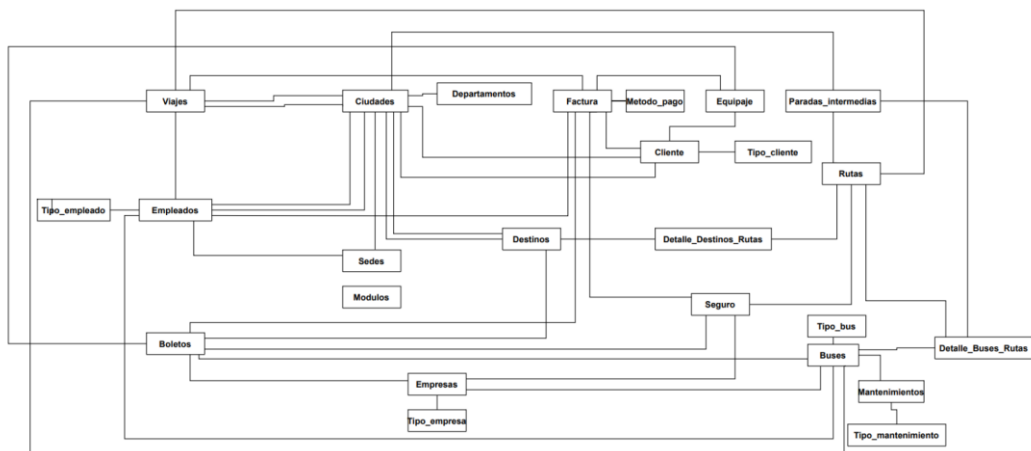 Departamentos
Viajes
Ciudades
Factura
Metodo_pago
Equipaje
Paradas_intermedias
Cliente
Tipo_cliente
Rutas
Tipo_empleado
Empleados
Destinos
Detalle_Destinos_Rutas
Sedes
Modulos
Seguro
Tipo_bus
Boletos
Buses
Detalle_Buses_Rutas
Empresas
Mantenimientos
Tipo_empresa
Tipo_mantenimiento